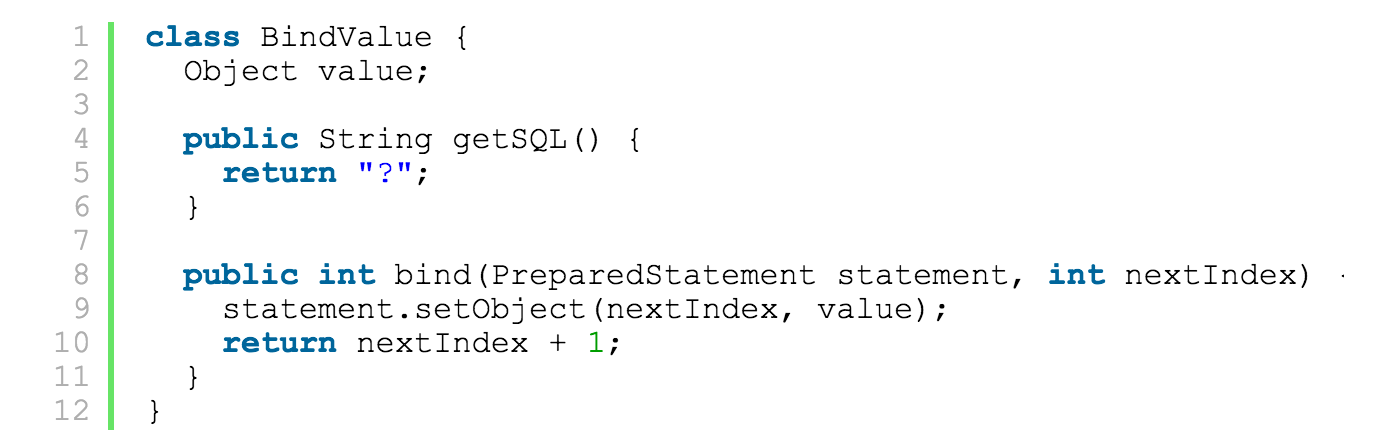 1 class BindValue {
2   Object value;
3
4   public String getSQL() {
5     return "?";
6   }
7
8   public int bind(PreparedStatement statement, int nextIndex)
9     statement.setObject(nextIndex, value);
10     return nextIndex + 1;
11   }
12 }